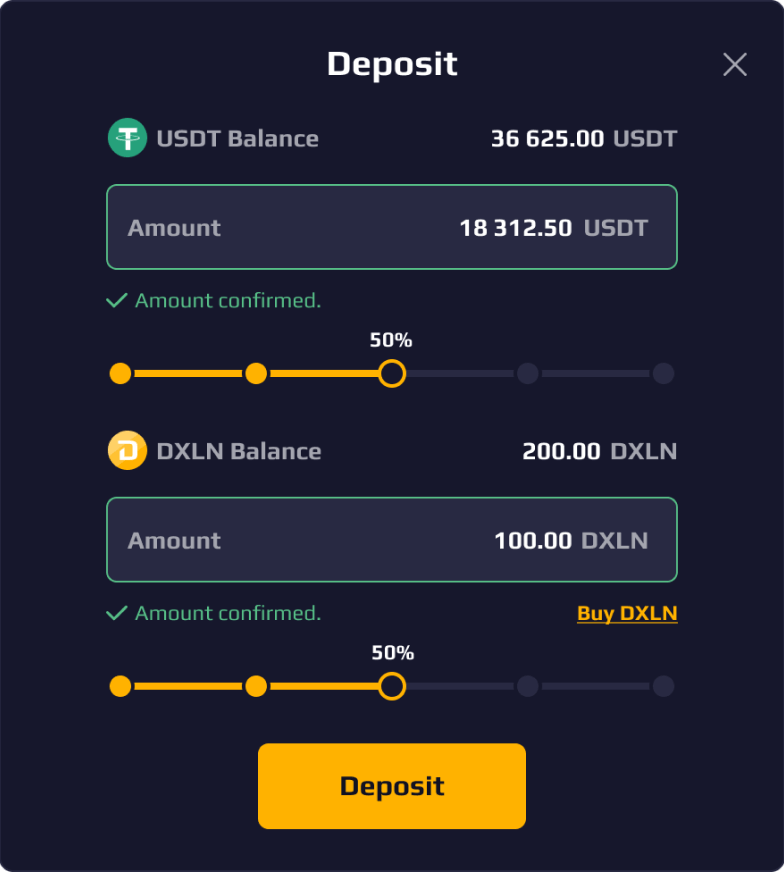 Deposit
USDT Balance 36 625.00 USDT
Amount 18 312.50 USDT
Amount confirmed.
50%
DXLN Balance 200.00 DXLN
Amount 100.00 DXLN
Amount confirmed. Buy DXLN
50%
Deposit